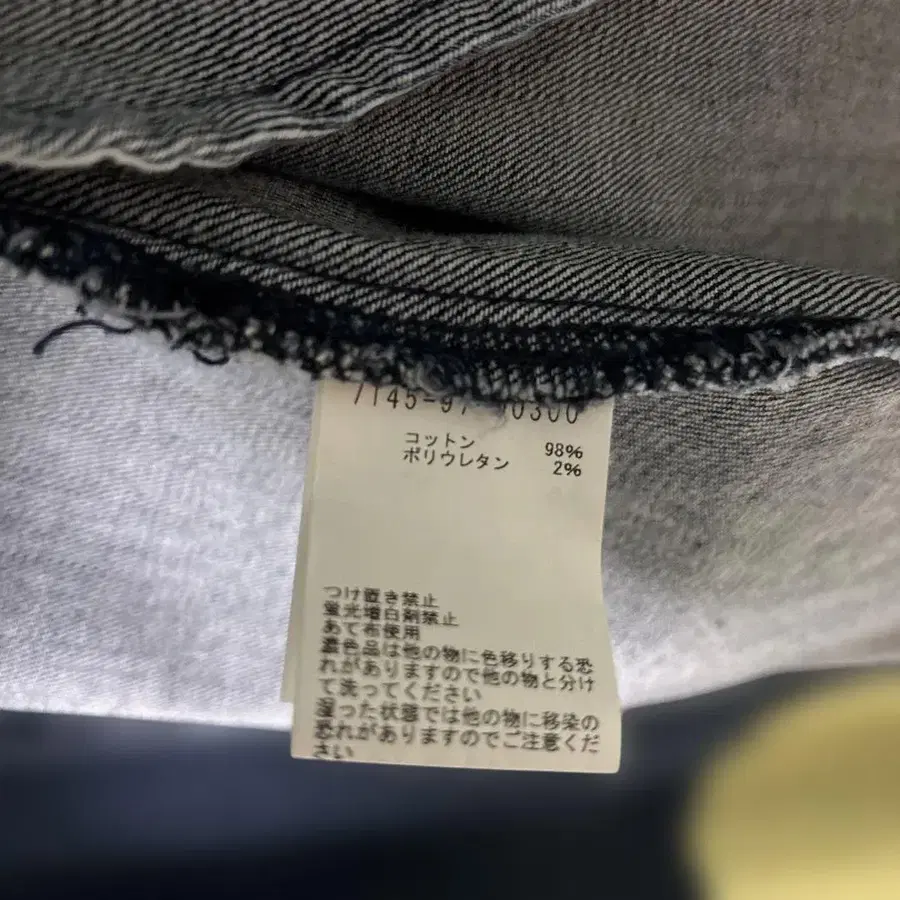 7145-97 00300
コットン 98%
ポリウレタン 2%
つけ置き禁止
蛍光増白剤禁止
あて布使用
濃色品は他の物に色移りする恐
れがありますので他の物と分け
て洗ってください
湿った状態では他の物に移染の
恐れがありますのでご注意くだ
さい